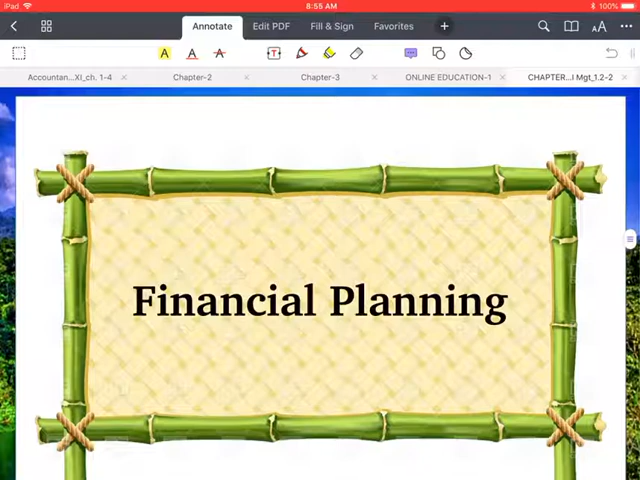 iPad 8:55 AM 100%
Annotate Edit PDF Fill & Sign Favorites
A A A T AA
Accountan...XI_ch. 1-4 Chapter-2 Chapter-3 ONLINE EDUCATION-1 CHAPTER...l Mgt_1.2-2
Financial Planning